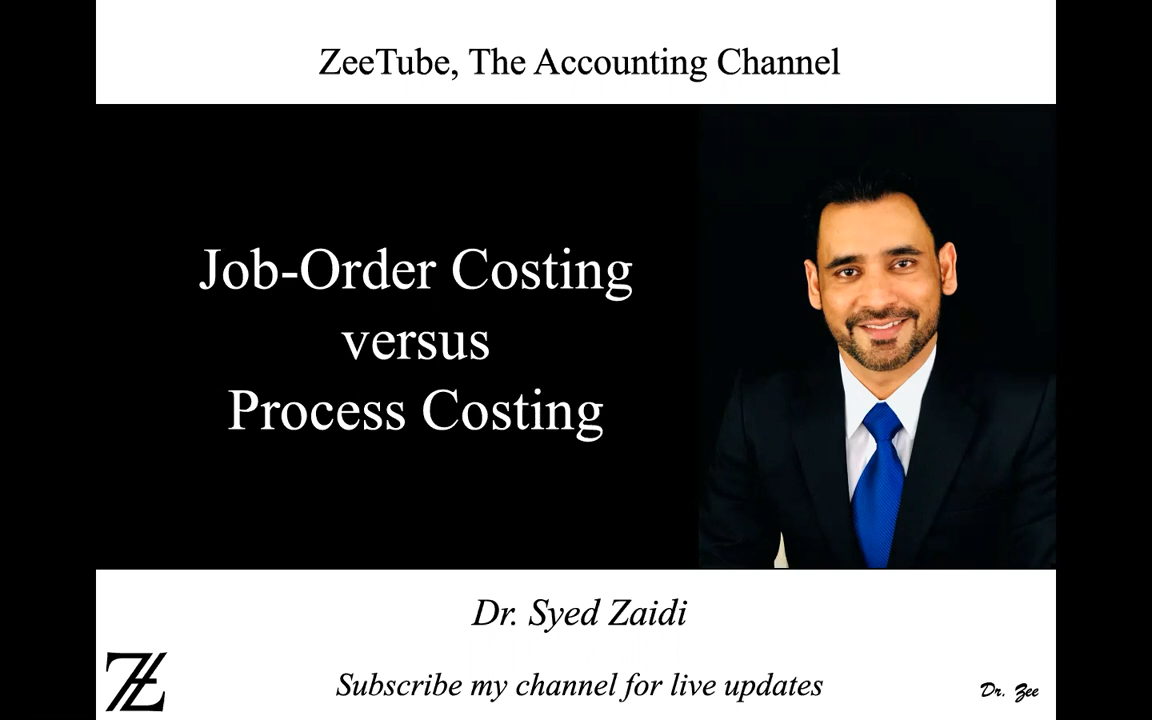 ZeeTube, The Accounting Channel
Job-Order Costing
versus
Process Costing
Dr. Syed Zaidi
Subscribe my channel for live updates
Dr. Zee